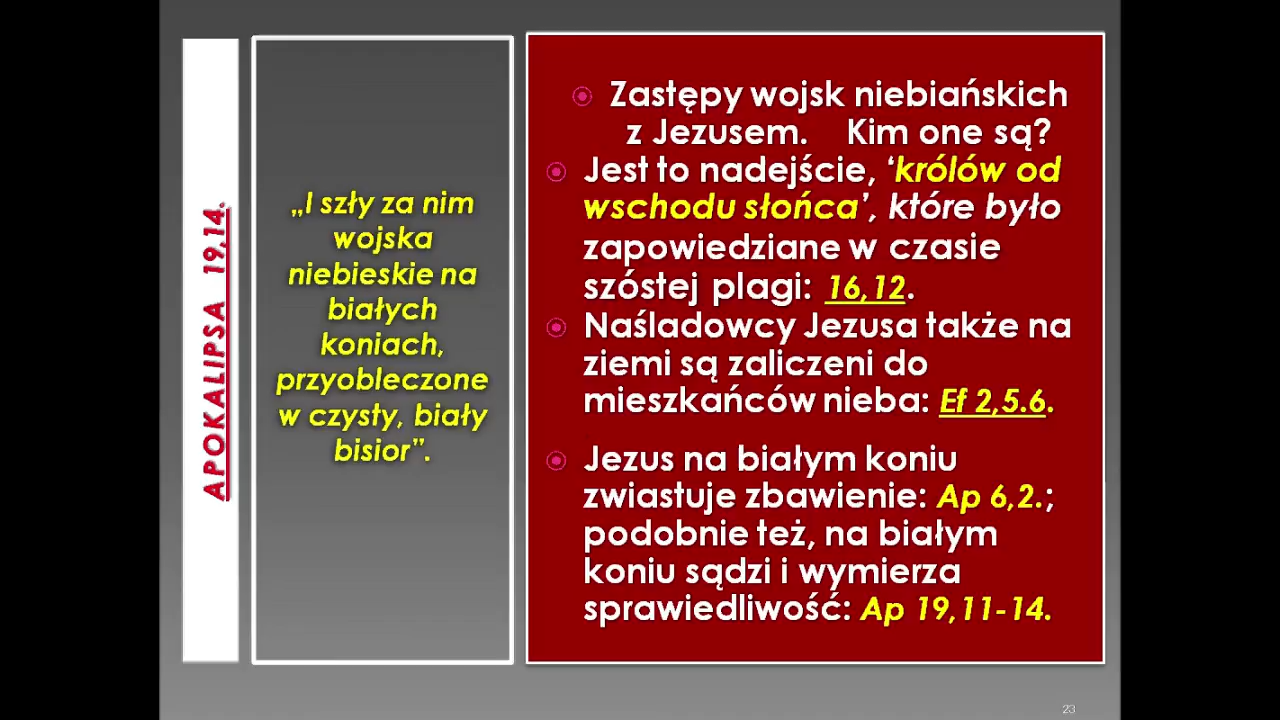 APOKALIPSA 19,14.
„I szły za nim
wojska
niebieskie na
białych
koniach,
przyobleczone
w czysty, biały
bisior”.
Zastępy wojsk niebiańskich
z Jezusem. Kim one są?
Jest to nadejście, ‘królów od
wschodu słońca’, które było
zapowiedziane w czasie
szóstej plagi: 16,12.
Naśladowcy Jezusa także na
ziemi są zaliczeni do
mieszkańców nieba: Ef 2,5.6.
Jezus na białym koniu
zwiastuje zbawienie: Ap 6,2.;
podobnie też, na białym
koniu sądzi i wymierza
sprawiedliwość: Ap 19,11-14.
23